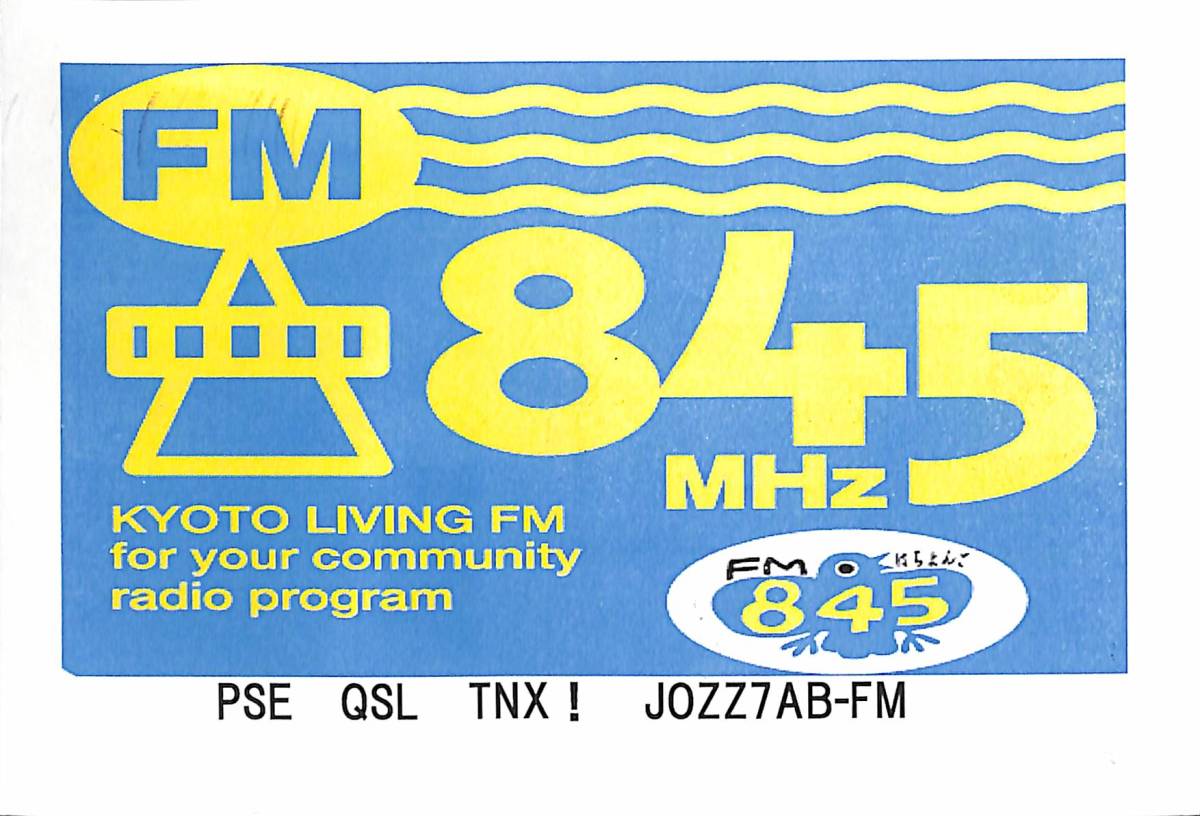 FM
845
MHz
KYOTO LIVING FM
for your community
radio program
FM はちよんご
845
PSE QSL TNX! JOZZ7AB-FM